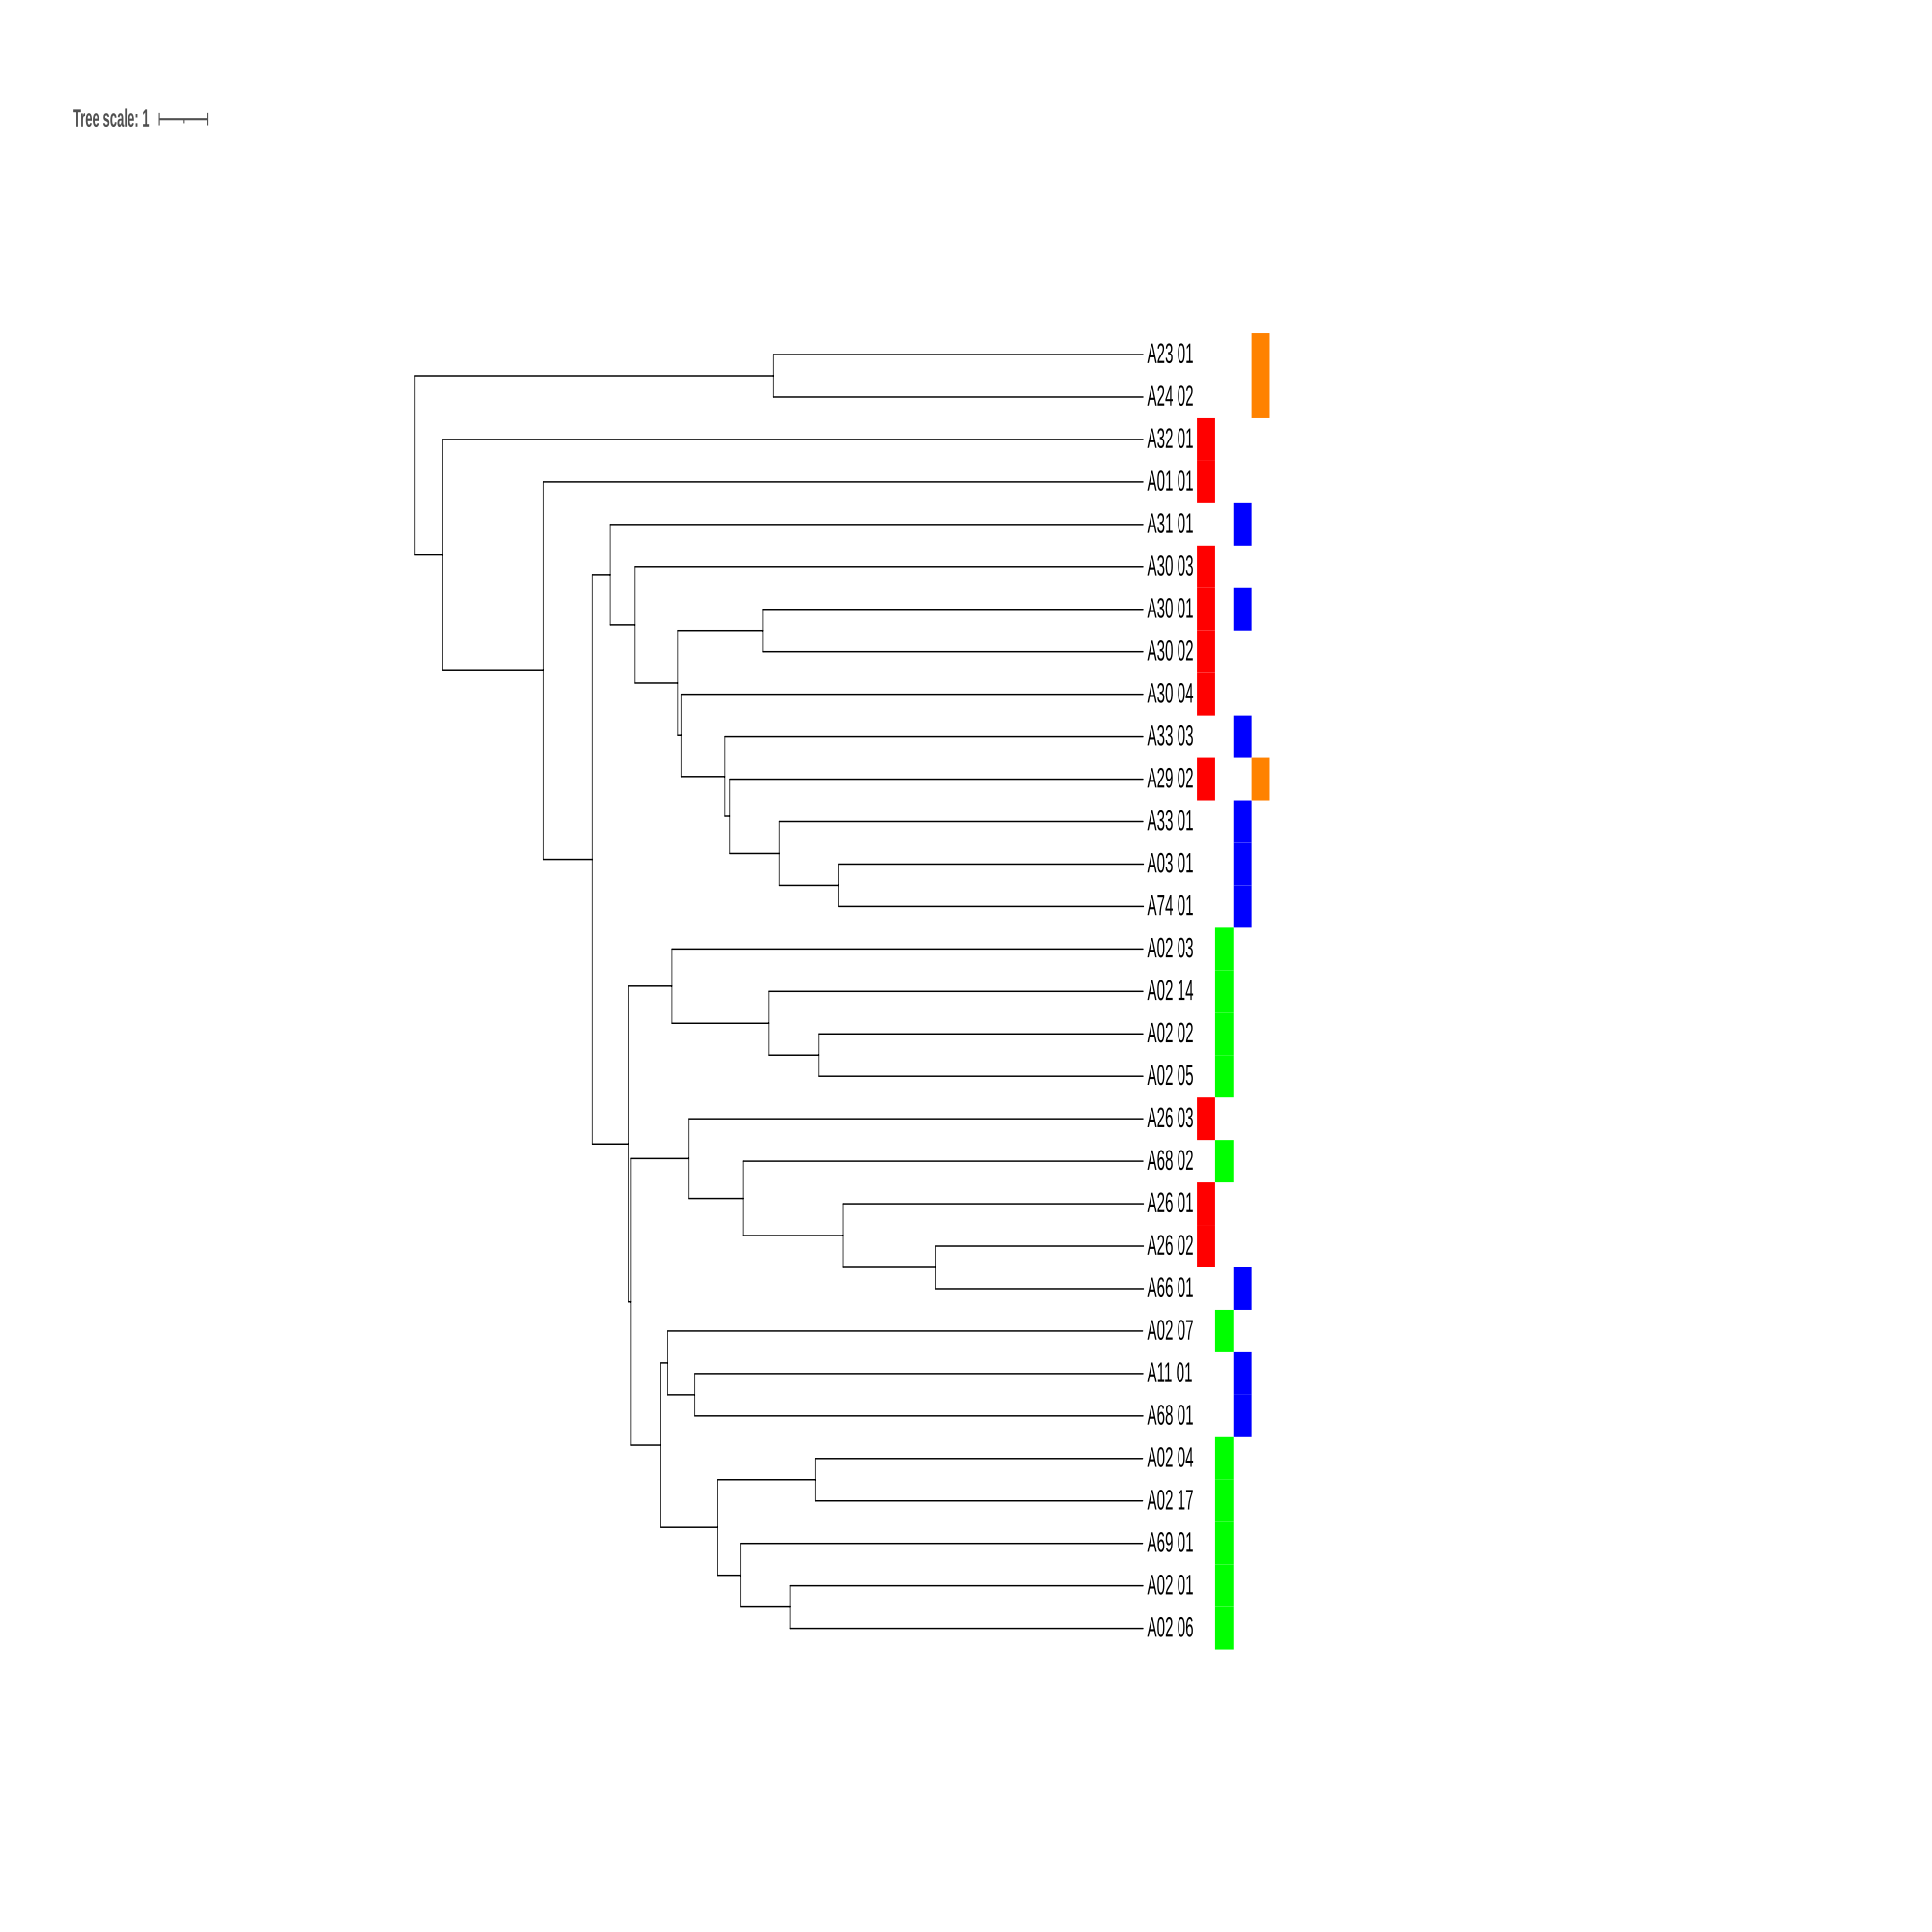 Tree scale: 1
A23 01
A24 02
A32 01
A01 01
A31 01
A30 03
A30 01
A30 02
A30 04
A33 03
A29 02
A33 01
A03 01
A74 01
A02 03
A02 14
A02 02
A02 05
A26 03
A68 02
A26 01
A26 02
A66 01
A02 07
A11 01
A68 01
A02 04
A02 17
A69 01
A02 01
A02 06